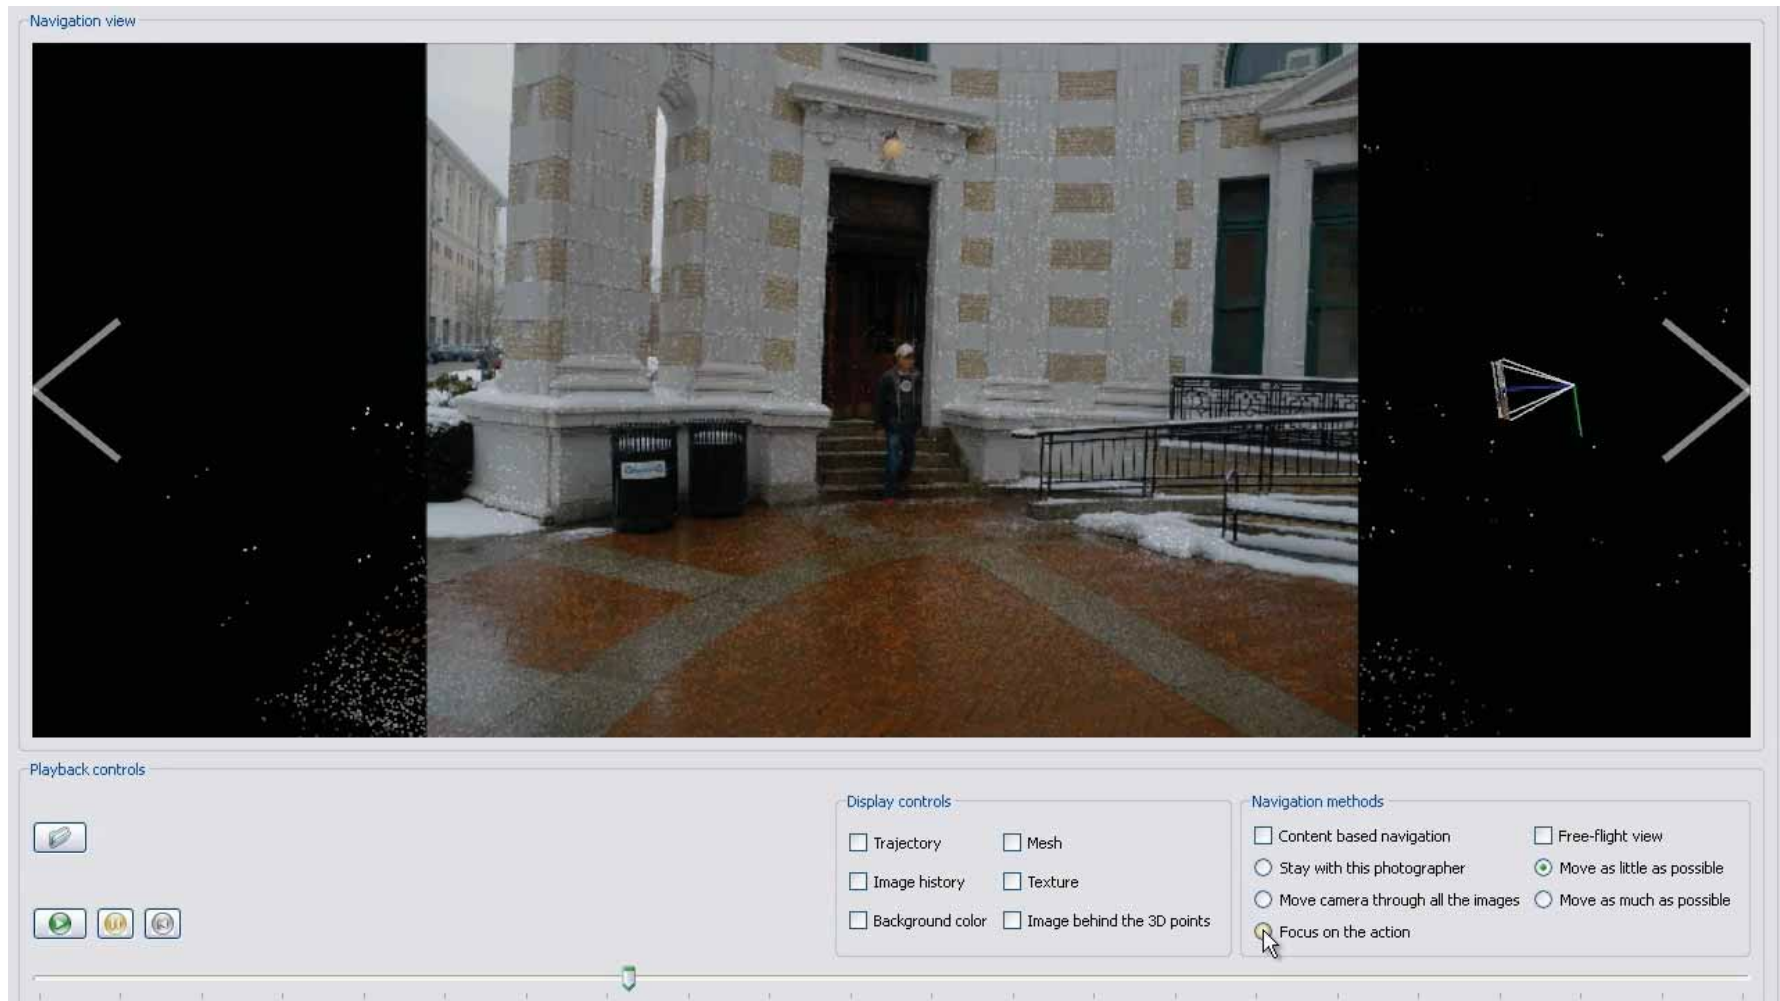 Navigation view
Playback controls
Display controls
Trajectory
Mesh
Image history
Texture
Background color
Image behind the 3D points
Navigation methods
Content based navigation
Free-flight view
Stay with this photographer
Move as little as possible
Move camera through all the images
Move as much as possible
Focus on the action